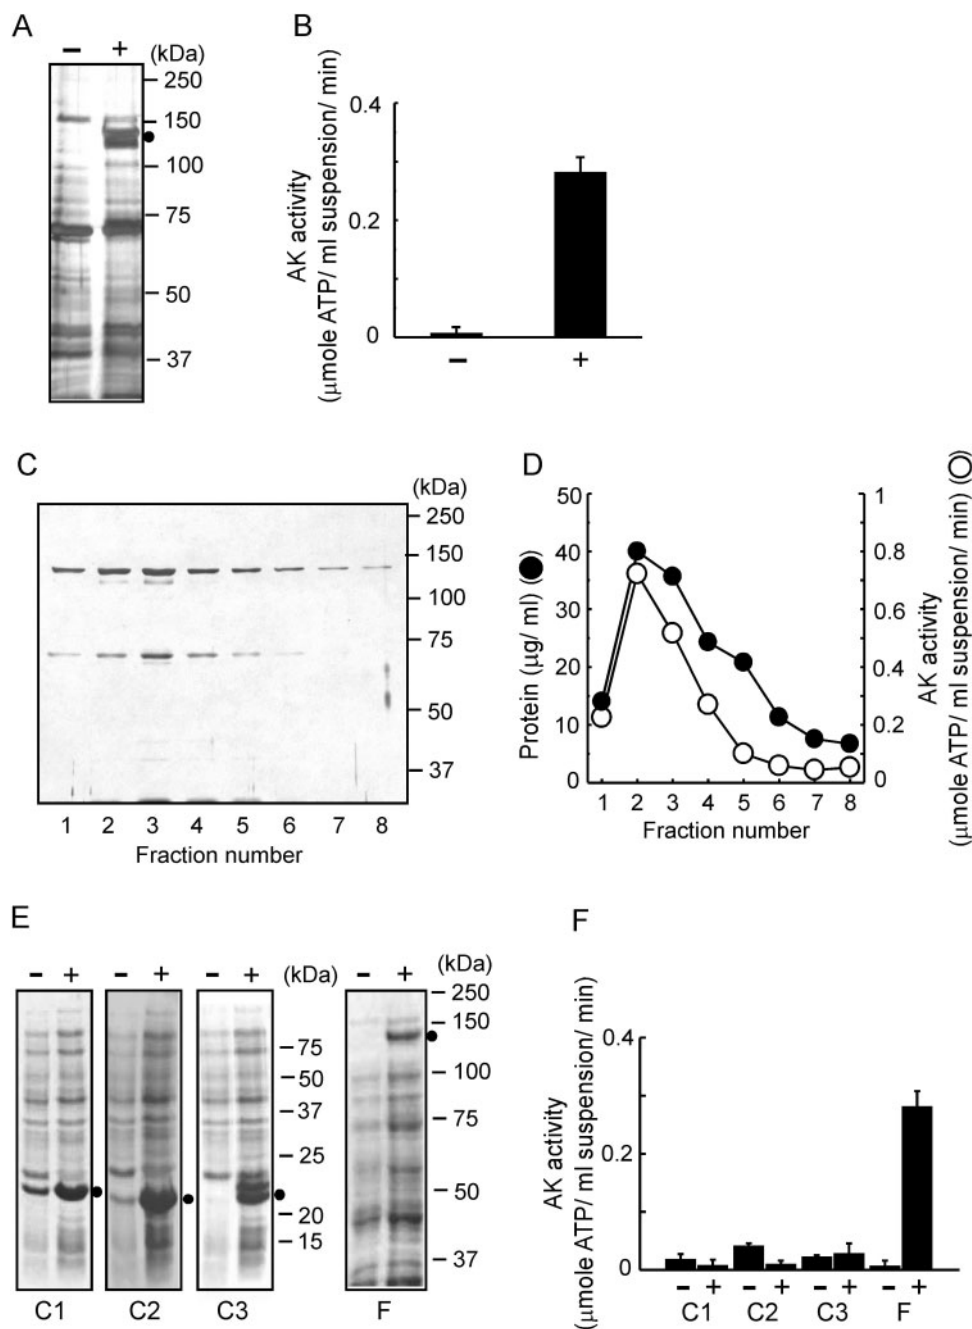 A
− + (kDa)
250
150
100
75
50
37
B
AK activity
(μmole ATP/ ml suspension/ min)
0.4
0.2
0
− +
C
(kDa)
250
150
100
75
50
37
1 2 3 4 5 6 7 8
Fraction number
D
Protein (μg/ ml) (●)
50
40
30
20
10
0
1
0.8
0.6
0.4
0.2
0
AK activity
(μmole ATP/ ml suspension/ min) (○)
1 2 3 4 5 6 7 8
Fraction number
E
− + − + − + (kDa)
75
50
37
25
20
15
C1 C2 C3
− + (kDa)
250
150
100
75
50
37
F
F
AK activity
(μmole ATP/ ml suspension/ min)
0.4
0.2
0
− + − + − + − +
C1 C2 C3 F